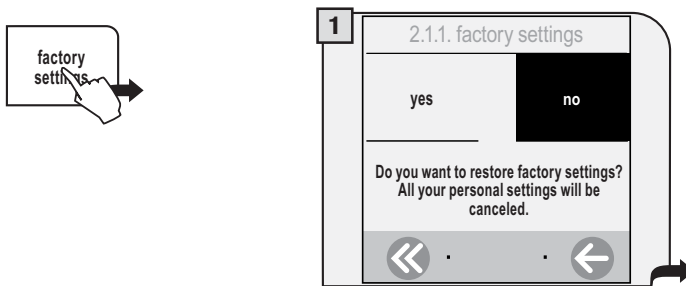 factory
settings
1
2.1.1. factory settings
yes
no
Do you want to restore factory settings?
All your personal settings will be
canceled.